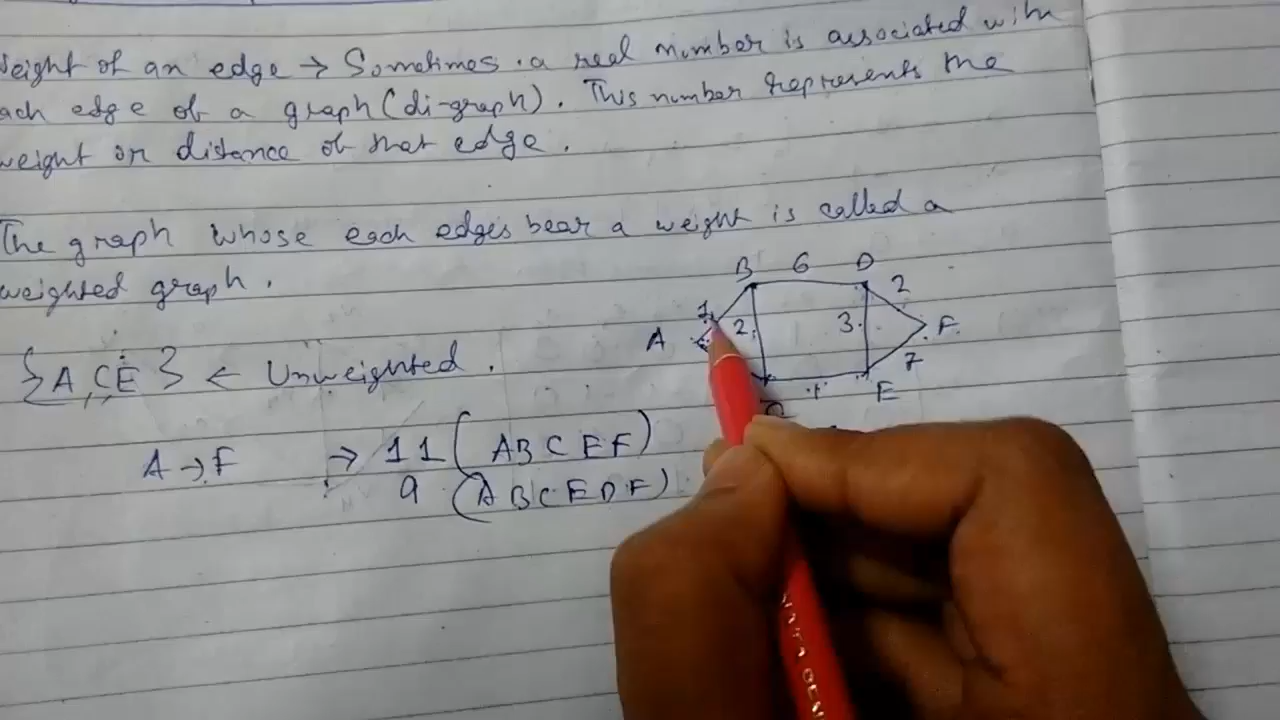 eight of an edge → Sometimes a real number is associated with
ach edge of a graph (di-graph). This number represents the
weight or distance of that edge.
The graph whose each edges bear a weight is called a
weighted graph.
B 6 D
2
1
2
3
A
F
7
{A, C, E} ← Unweighted.
1 E
A → F → 11 (ABCEF)
9 (ABCEDF)